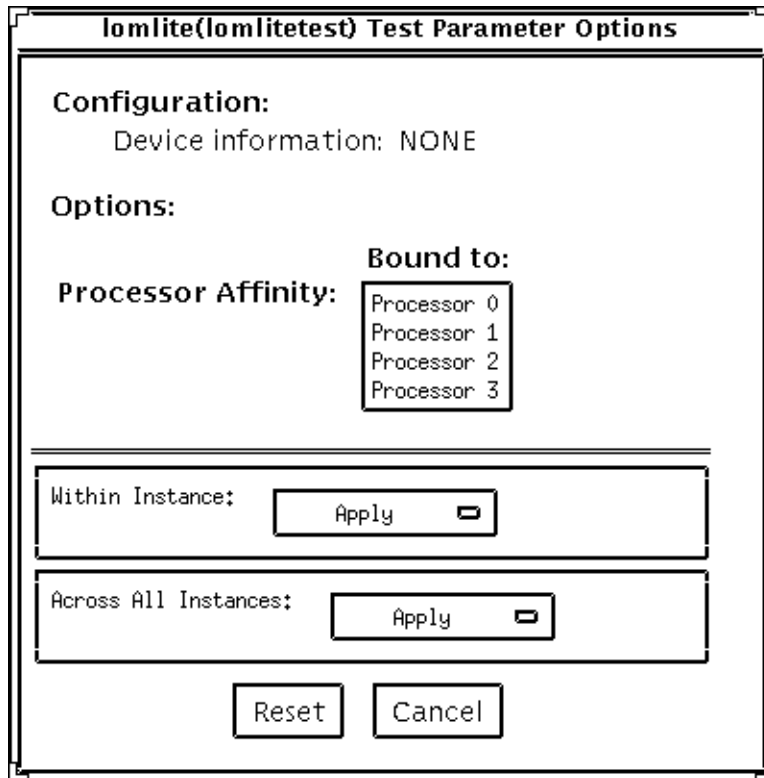 lomlite(lomlitetest) Test Parameter Options
Configuration:
Device information: NONE
Options:
Bound to:
Processor Affinity:
Processor 0
Processor 1
Processor 2
Processor 3
Within Instance: Apply
Across All Instances: Apply
Reset Cancel